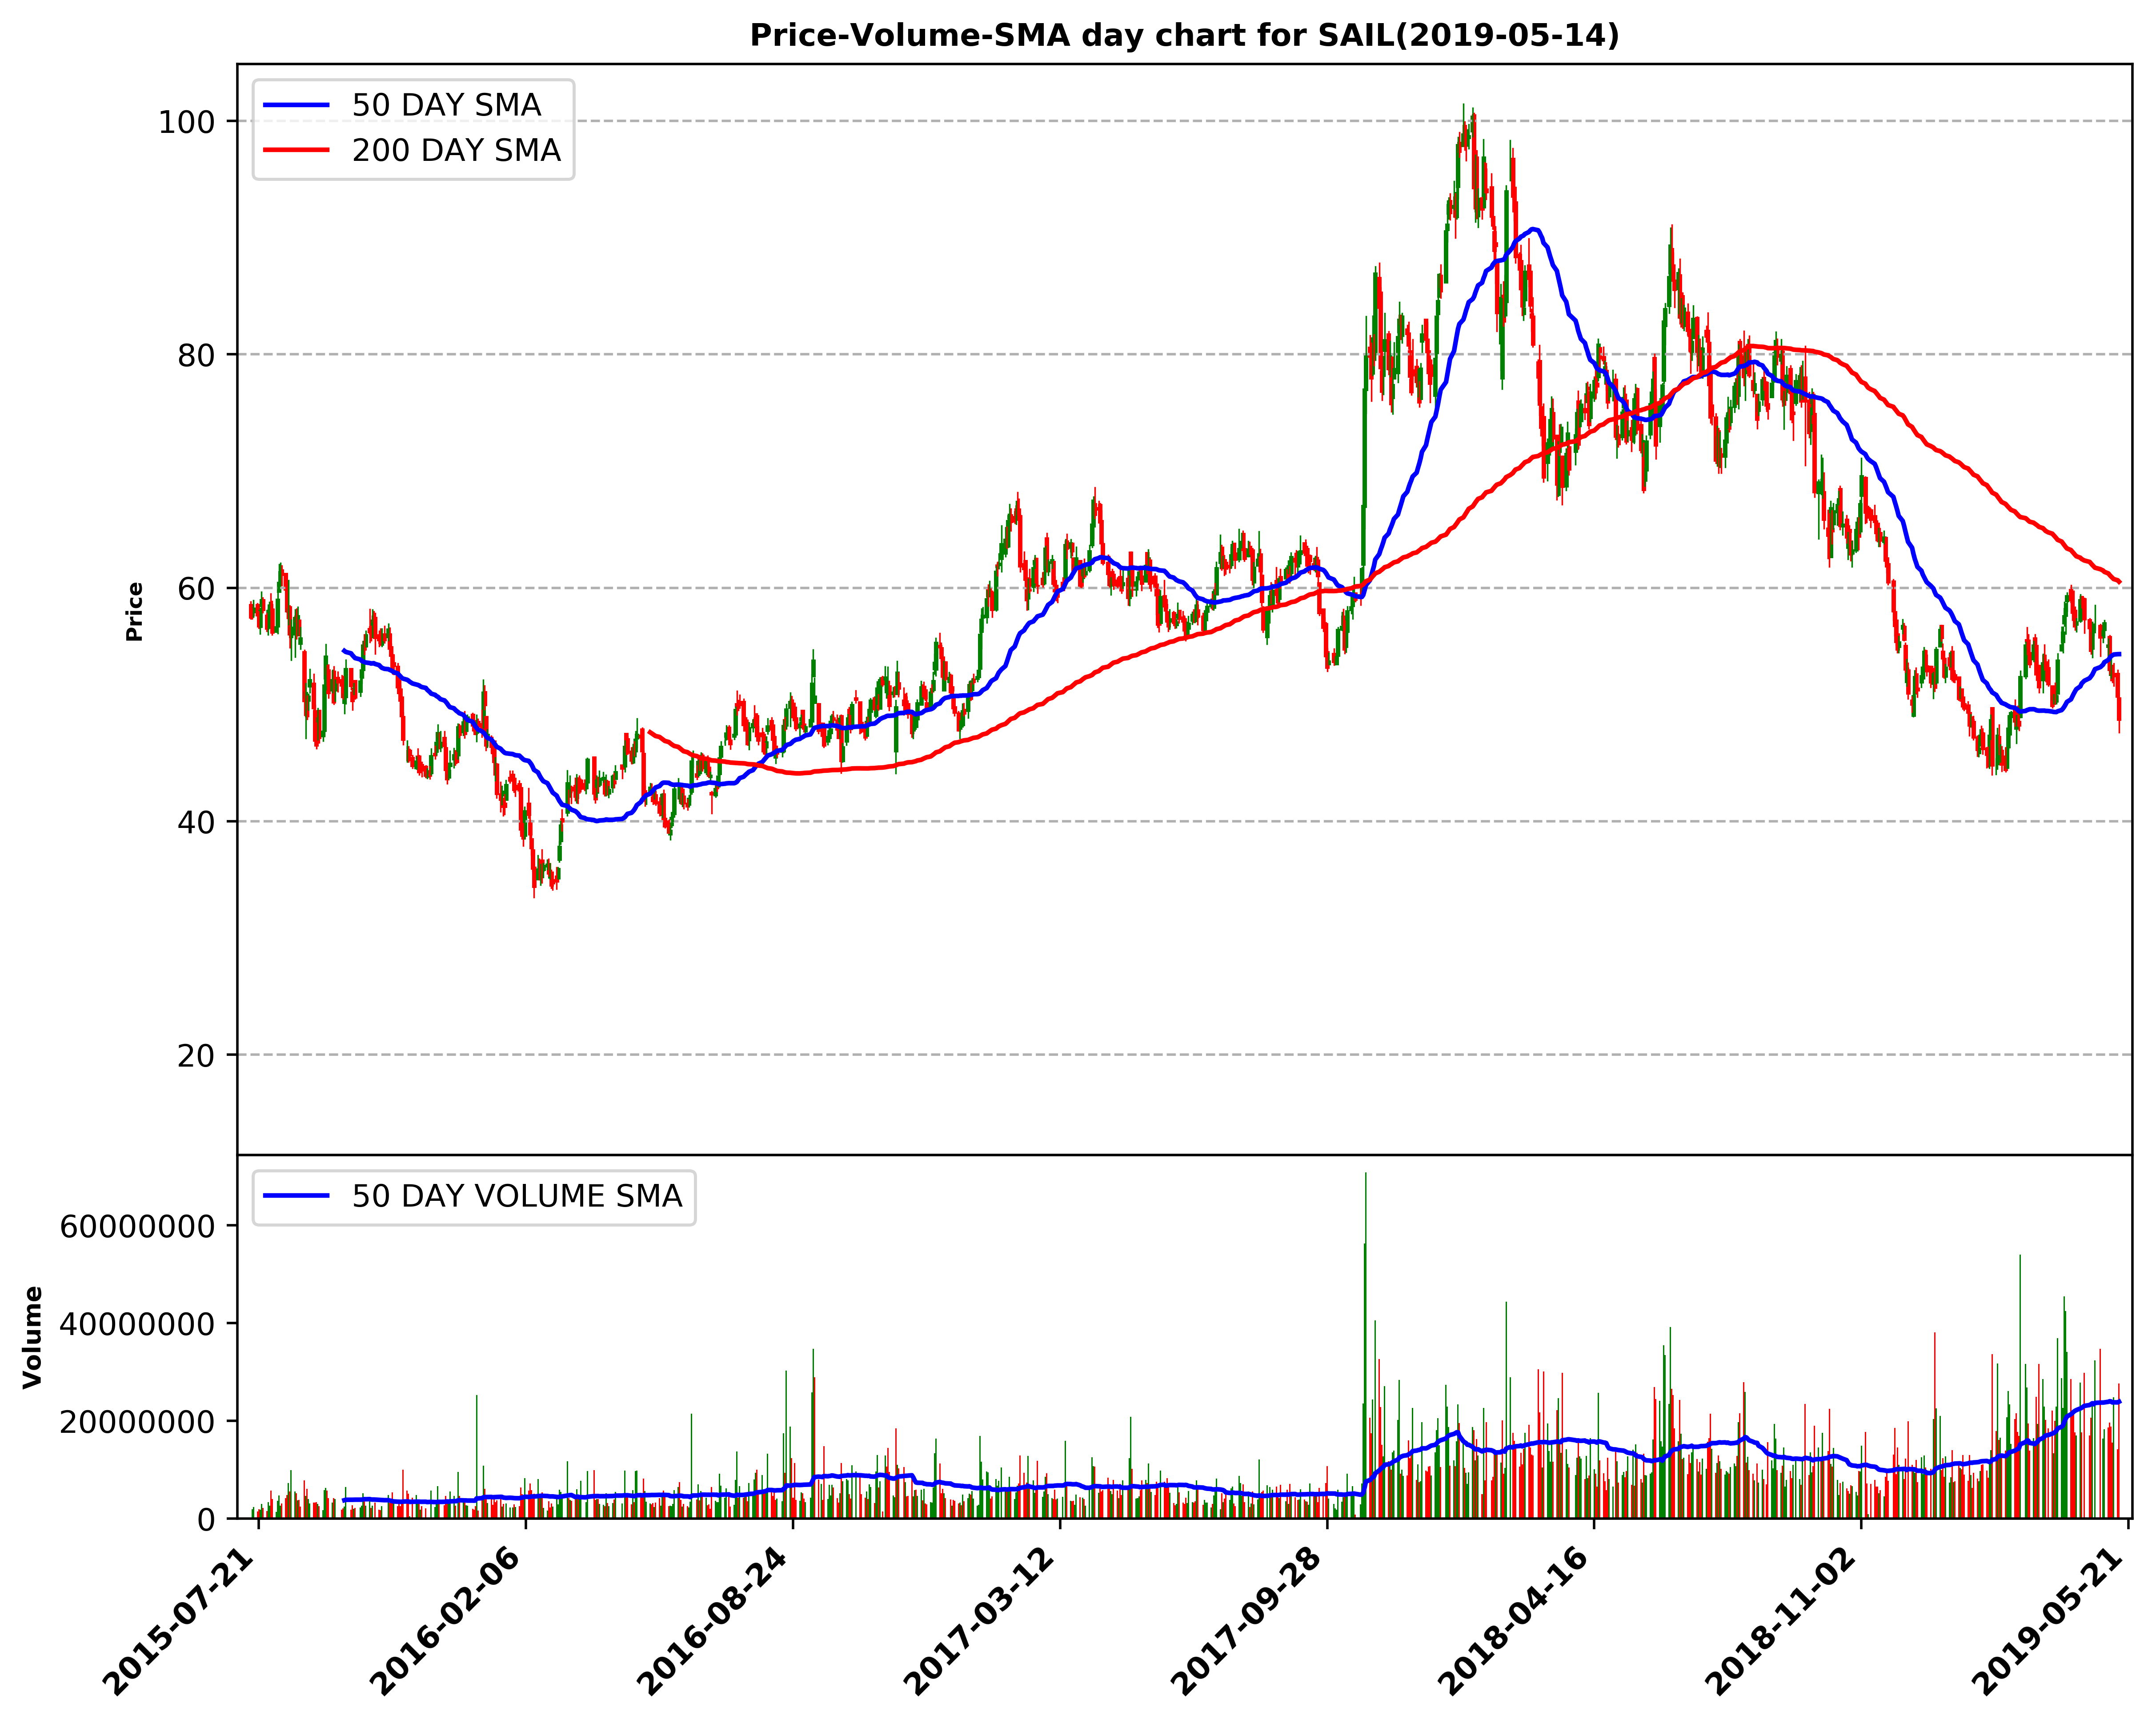 Price-Volume-SMA day chart for SAIL(2019-05-14)
50 DAY SMA
200 DAY SMA
100
80
60
40
20
Price
50 DAY VOLUME SMA
60000000
40000000
20000000
0
Volume
2015-07-21
2016-02-06
2016-08-24
2017-03-12
2017-09-28
2018-04-16
2018-11-02
2019-05-21